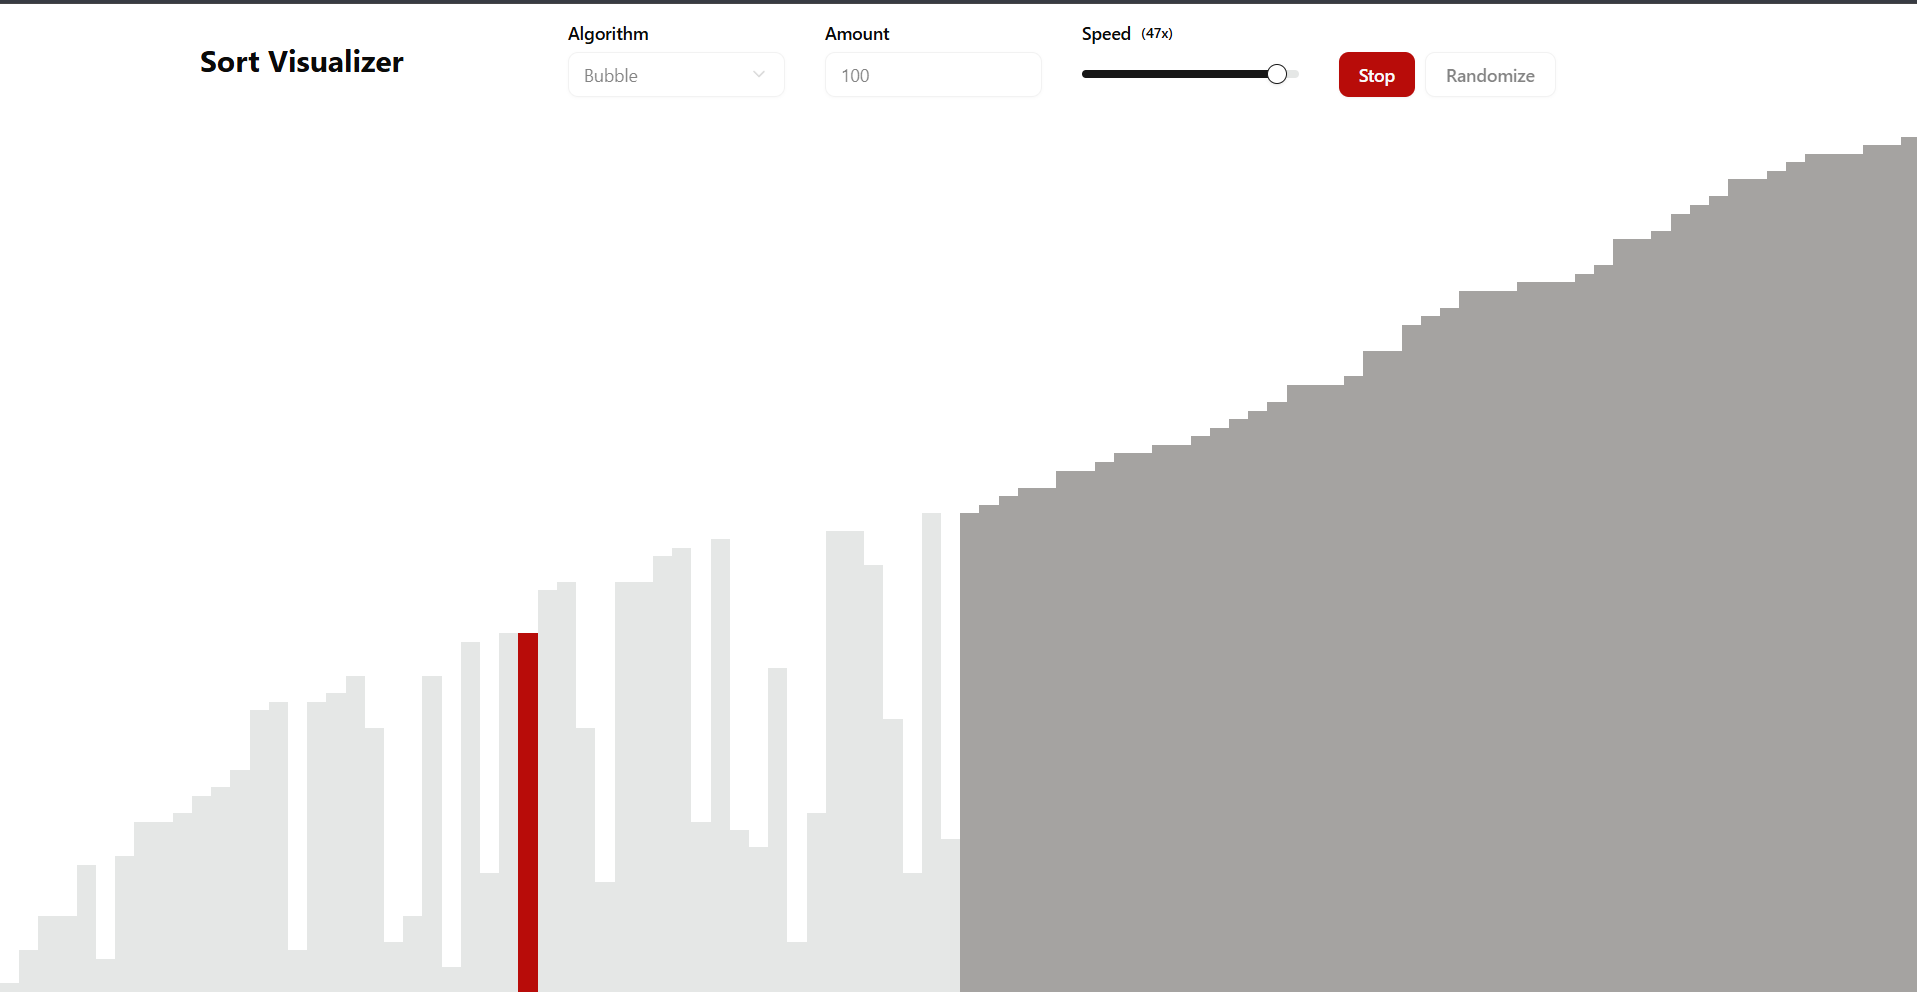 Sort Visualizer
Algorithm
Bubble
Amount
100
Speed (47x)
Stop
Randomize